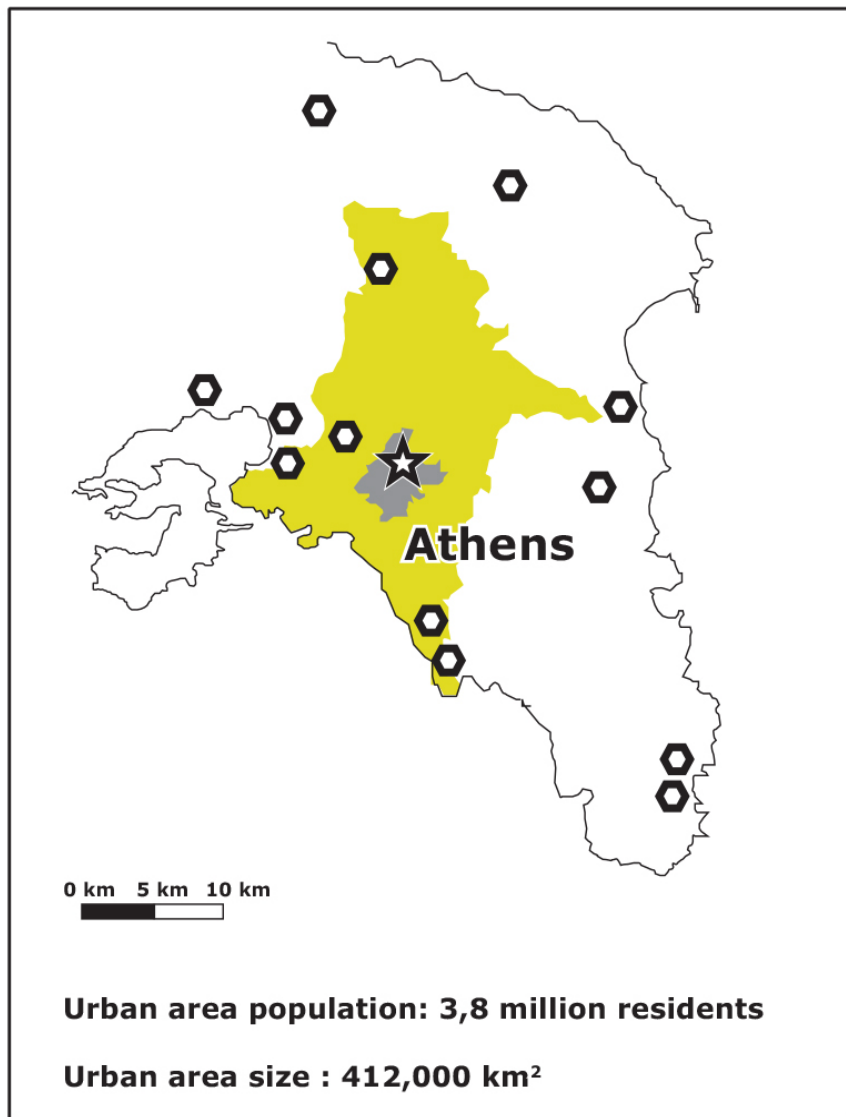 Athens
0 km 5 km 10 km
Urban area population: 3,8 million residents
Urban area size : 412,000 km²